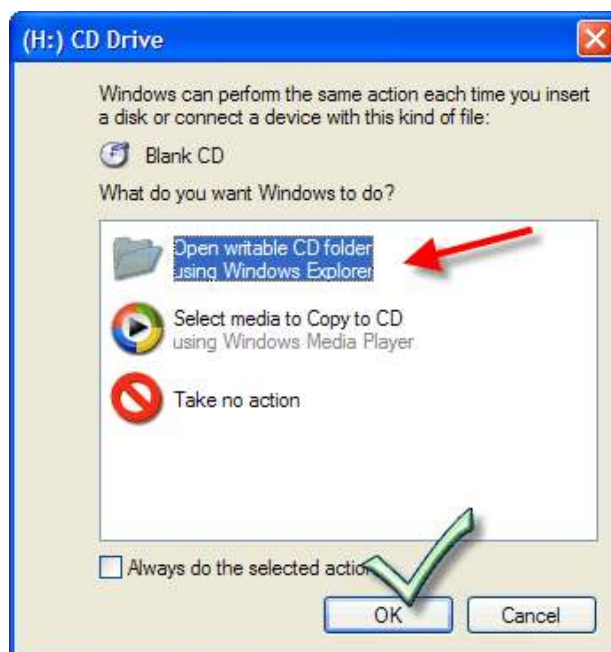 (H:) CD Drive
Windows can perform the same action each time you insert
a disk or connect a device with this kind of file:
Blank CD
What do you want Windows to do?
Open writable CD folder
using Windows Explorer
Select media to Copy to CD
using Windows Media Player
Take no action
Always do the selected action
OK
Cancel